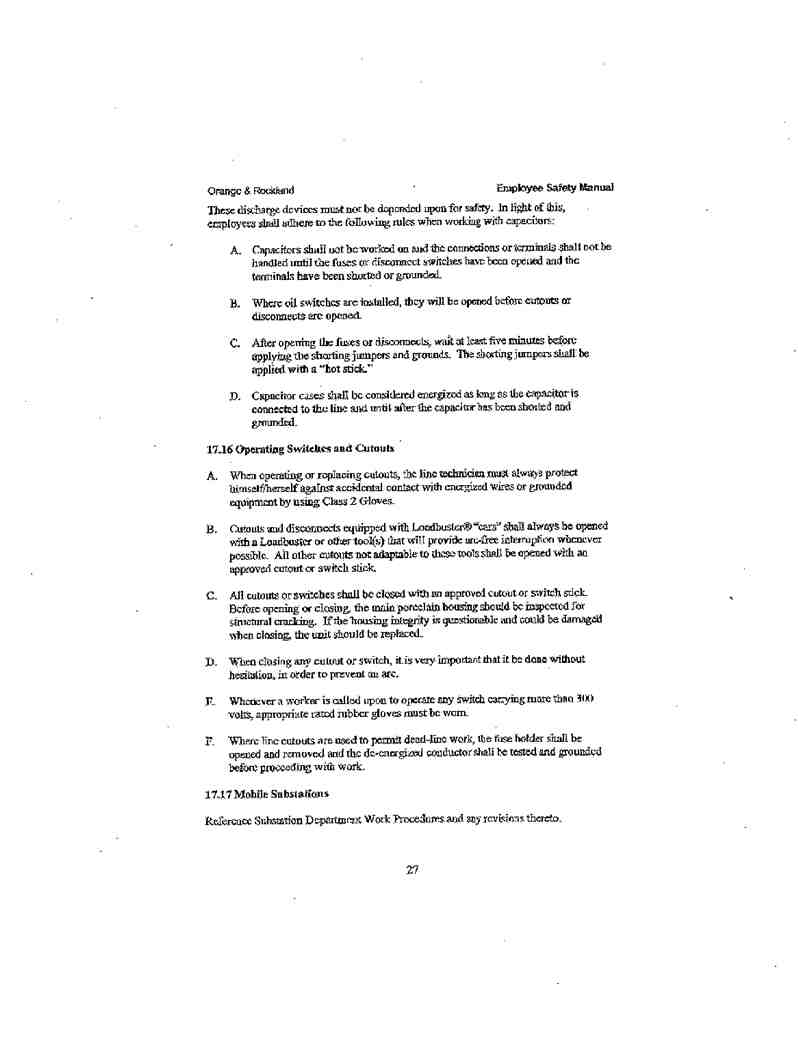 Orange & Rockland
Employee Safety Manual
These discharge devices must not be depended upon for safety. In light of this,
employees shall adhere to the following rules when working with capacitors:
A. Capacitors shall not be worked on and the connections or terminals shall not be
handled until the fuses or disconnect switches have been opened and the
terminals have been shorted or grounded.
B. Where oil switches are installed, they will be opened before cutouts or
disconnects are opened.
C. After opening the fuses or disconnects, wait at least five minutes before
applying the shorting jumpers and grounds. The shorting jumpers shall be
applied with a "hot stick."
D. Capacitor cases shall be considered energized as long as the capacitor is
connected to the line and until after the capacitor has been shorted and
grounded.
17.16 Operating Switches and Cutouts
A. When operating or replacing cutouts, the line technician must always protect
himself/herself against accidental contact with energized wires or grounded
equipment by using Class 2 Gloves.
B. Cutouts and disconnects equipped with Loadbuster® "ears" shall always be opened
with a Loadbuster or other tool(s) that will provide arc-free interruption whenever
possible. All other cutouts not adaptable to these tools shall be opened with an
approved cutout or switch stick.
C. All cutouts or switches shall be closed with an approved cutout or switch stick.
Before opening or closing, the main porcelain housing should be inspected for
structural cracking. If the housing integrity is questionable and could be damaged
when closing, the unit should be replaced.
D. When closing any cutout or switch, it is very important that it be done without
hesitation, in order to prevent an arc.
E. Whenever a worker is called upon to operate any switch carrying more than 300
volts, appropriate rated rubber gloves must be worn.
F. Where line cutouts are used to permit dead-line work, the fuse holder shall be
opened and removed and the de-energized conductor shall be tested and grounded
before proceeding with work.
17.17 Mobile Substations
Reference Substation Department Work Procedures and any revisions thereto.
27